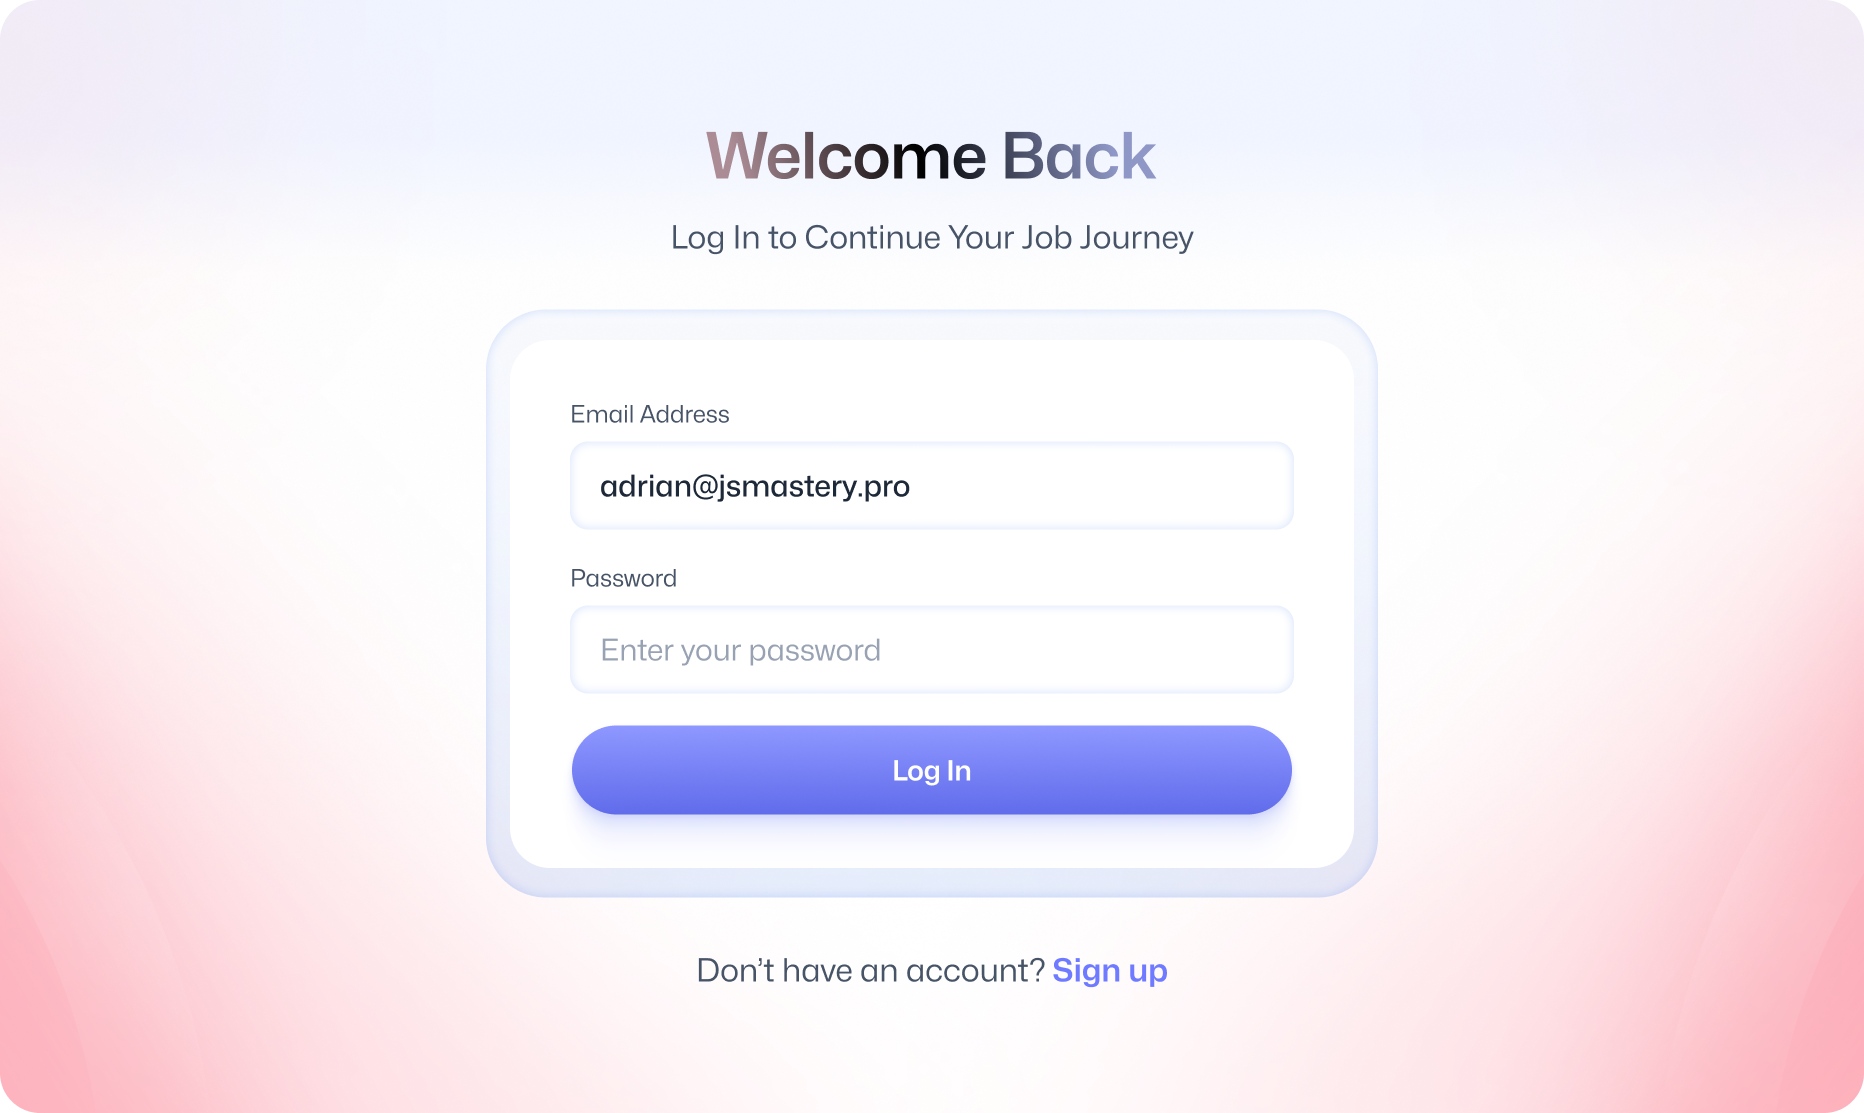 Welcome Back
Log In to Continue Your Job Journey
Email Address
adrian@jsmastery.pro
Password
Enter your password
Log In
Don’t have an account? Sign up